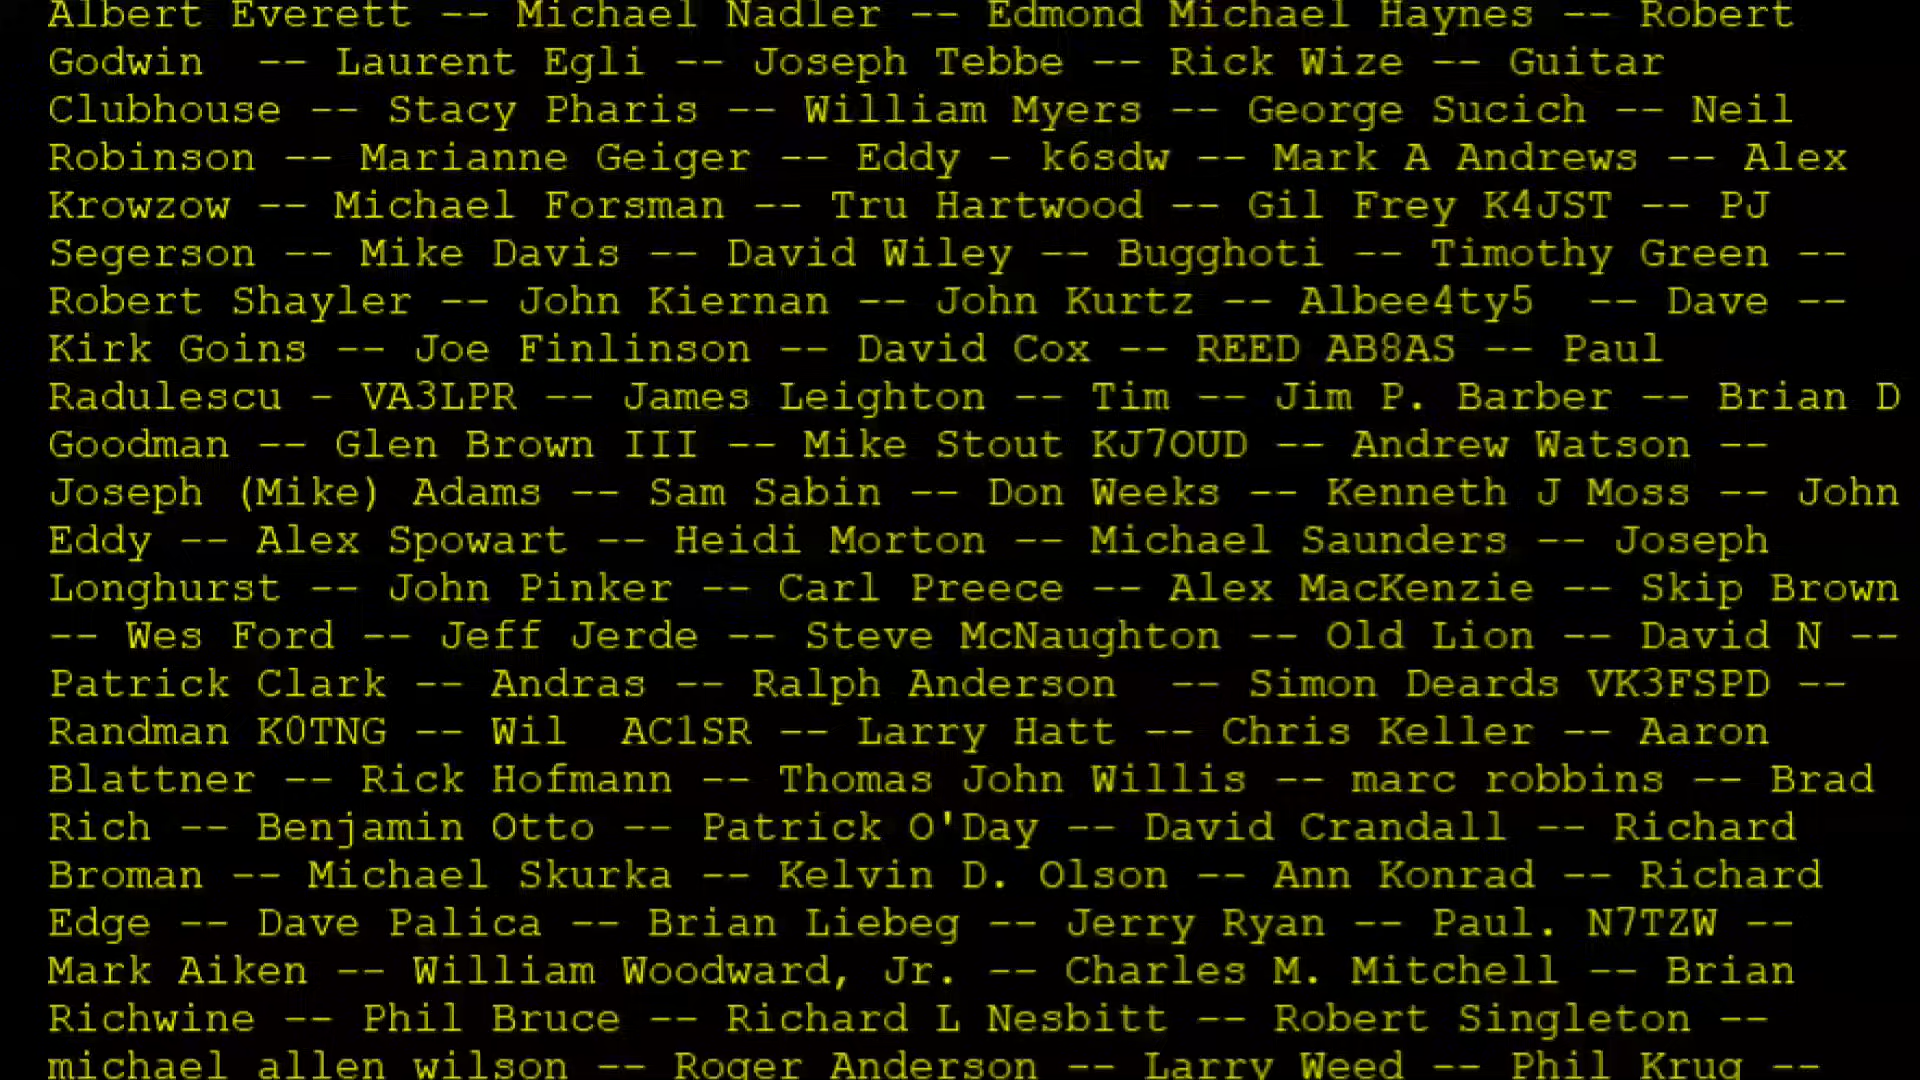 Albert Everett -- Michael Nadler -- Edmond Michael Haynes -- Robert
Godwin  -- Laurent Egli -- Joseph Tebbe -- Rick Wize -- Guitar
Clubhouse -- Stacy Pharis -- William Myers -- George Sucich -- Neil
Robinson -- Marianne Geiger -- Eddy - k6sdw -- Mark A Andrews -- Alex
Krowzow -- Michael Forsman -- Tru Hartwood -- Gil Frey K4JST -- PJ
Segerson -- Mike Davis -- David Wiley -- Bugghoti -- Timothy Green --
Robert Shayler -- John Kiernan -- John Kurtz -- Albee4ty5  -- Dave --
Kirk Goins -- Joe Finlinson -- David Cox -- REED AB8AS -- Paul
Radulescu - VA3LPR -- James Leighton -- Tim -- Jim P. Barber -- Brian D
Goodman -- Glen Brown III -- Mike Stout KJ7OUD -- Andrew Watson --
Joseph (Mike) Adams -- Sam Sabin -- Don Weeks -- Kenneth J Moss -- John
Eddy -- Alex Spowart -- Heidi Morton -- Michael Saunders -- Joseph
Longhurst -- John Pinker -- Carl Preece -- Alex MacKenzie -- Skip Brown
-- Wes Ford -- Jeff Jerde -- Steve McNaughton -- Old Lion -- David N --
Patrick Clark -- Andras -- Ralph Anderson  -- Simon Deards VK3FSPD --
Randman K0TNG -- Wil  AC1SR -- Larry Hatt -- Chris Keller -- Aaron
Blattner -- Rick Hofmann -- Thomas John Willis -- marc robbins -- Brad
Rich -- Benjamin Otto -- Patrick O'Day -- David Crandall -- Richard
Broman -- Michael Skurka -- Kelvin D. Olson -- Ann Konrad -- Richard
Edge -- Dave Palica -- Brian Liebeg -- Jerry Ryan -- Paul. N7TZW --
Mark Aiken -- William Woodward, Jr. -- Charles M. Mitchell -- Brian
Richwine -- Phil Bruce -- Richard L Nesbitt -- Robert Singleton --
michael allen wilson -- Roger Anderson -- Larry Weed -- Phil Krug --